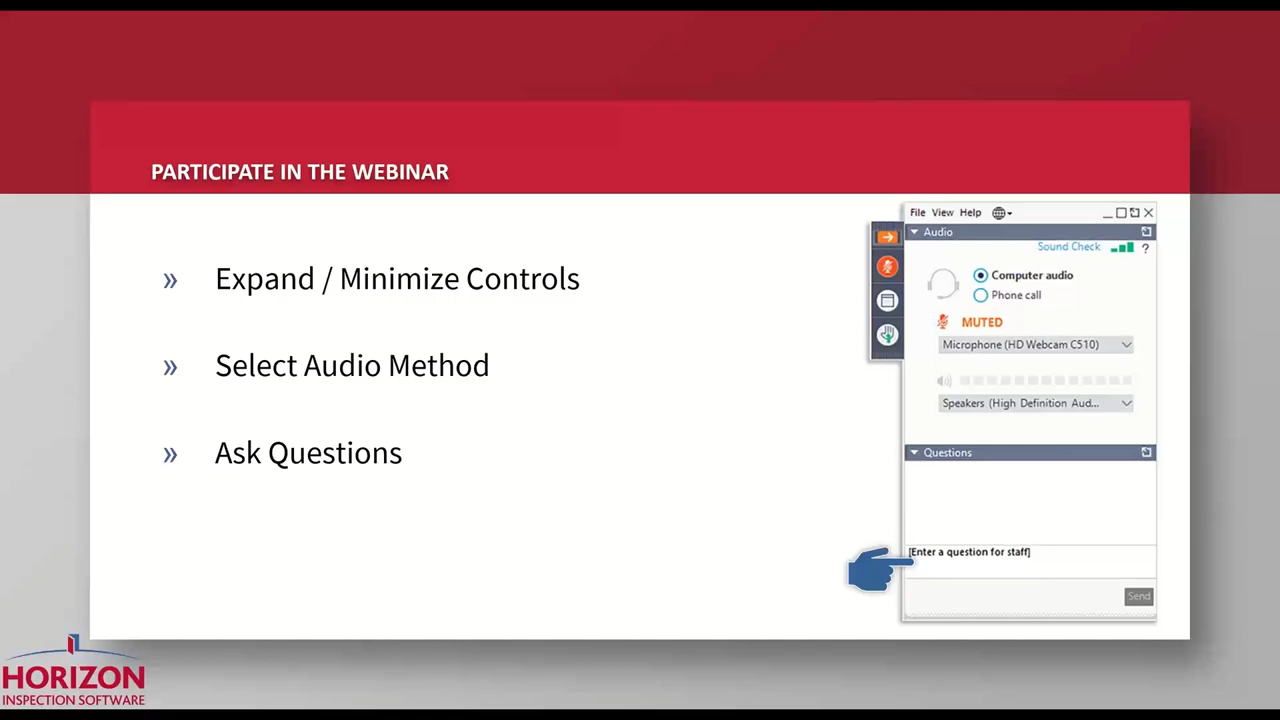 PARTICIPATE IN THE WEBINAR
» Expand / Minimize Controls
» Select Audio Method
» Ask Questions
File View Help
Audio
Sound Check ?
Computer audio
Phone call
MUTED
Microphone (HD Webcam C510)
Speakers (High Definition Aud...
Questions
[Enter a question for staff]
Send
HORIZON
INSPECTION SOFTWARE